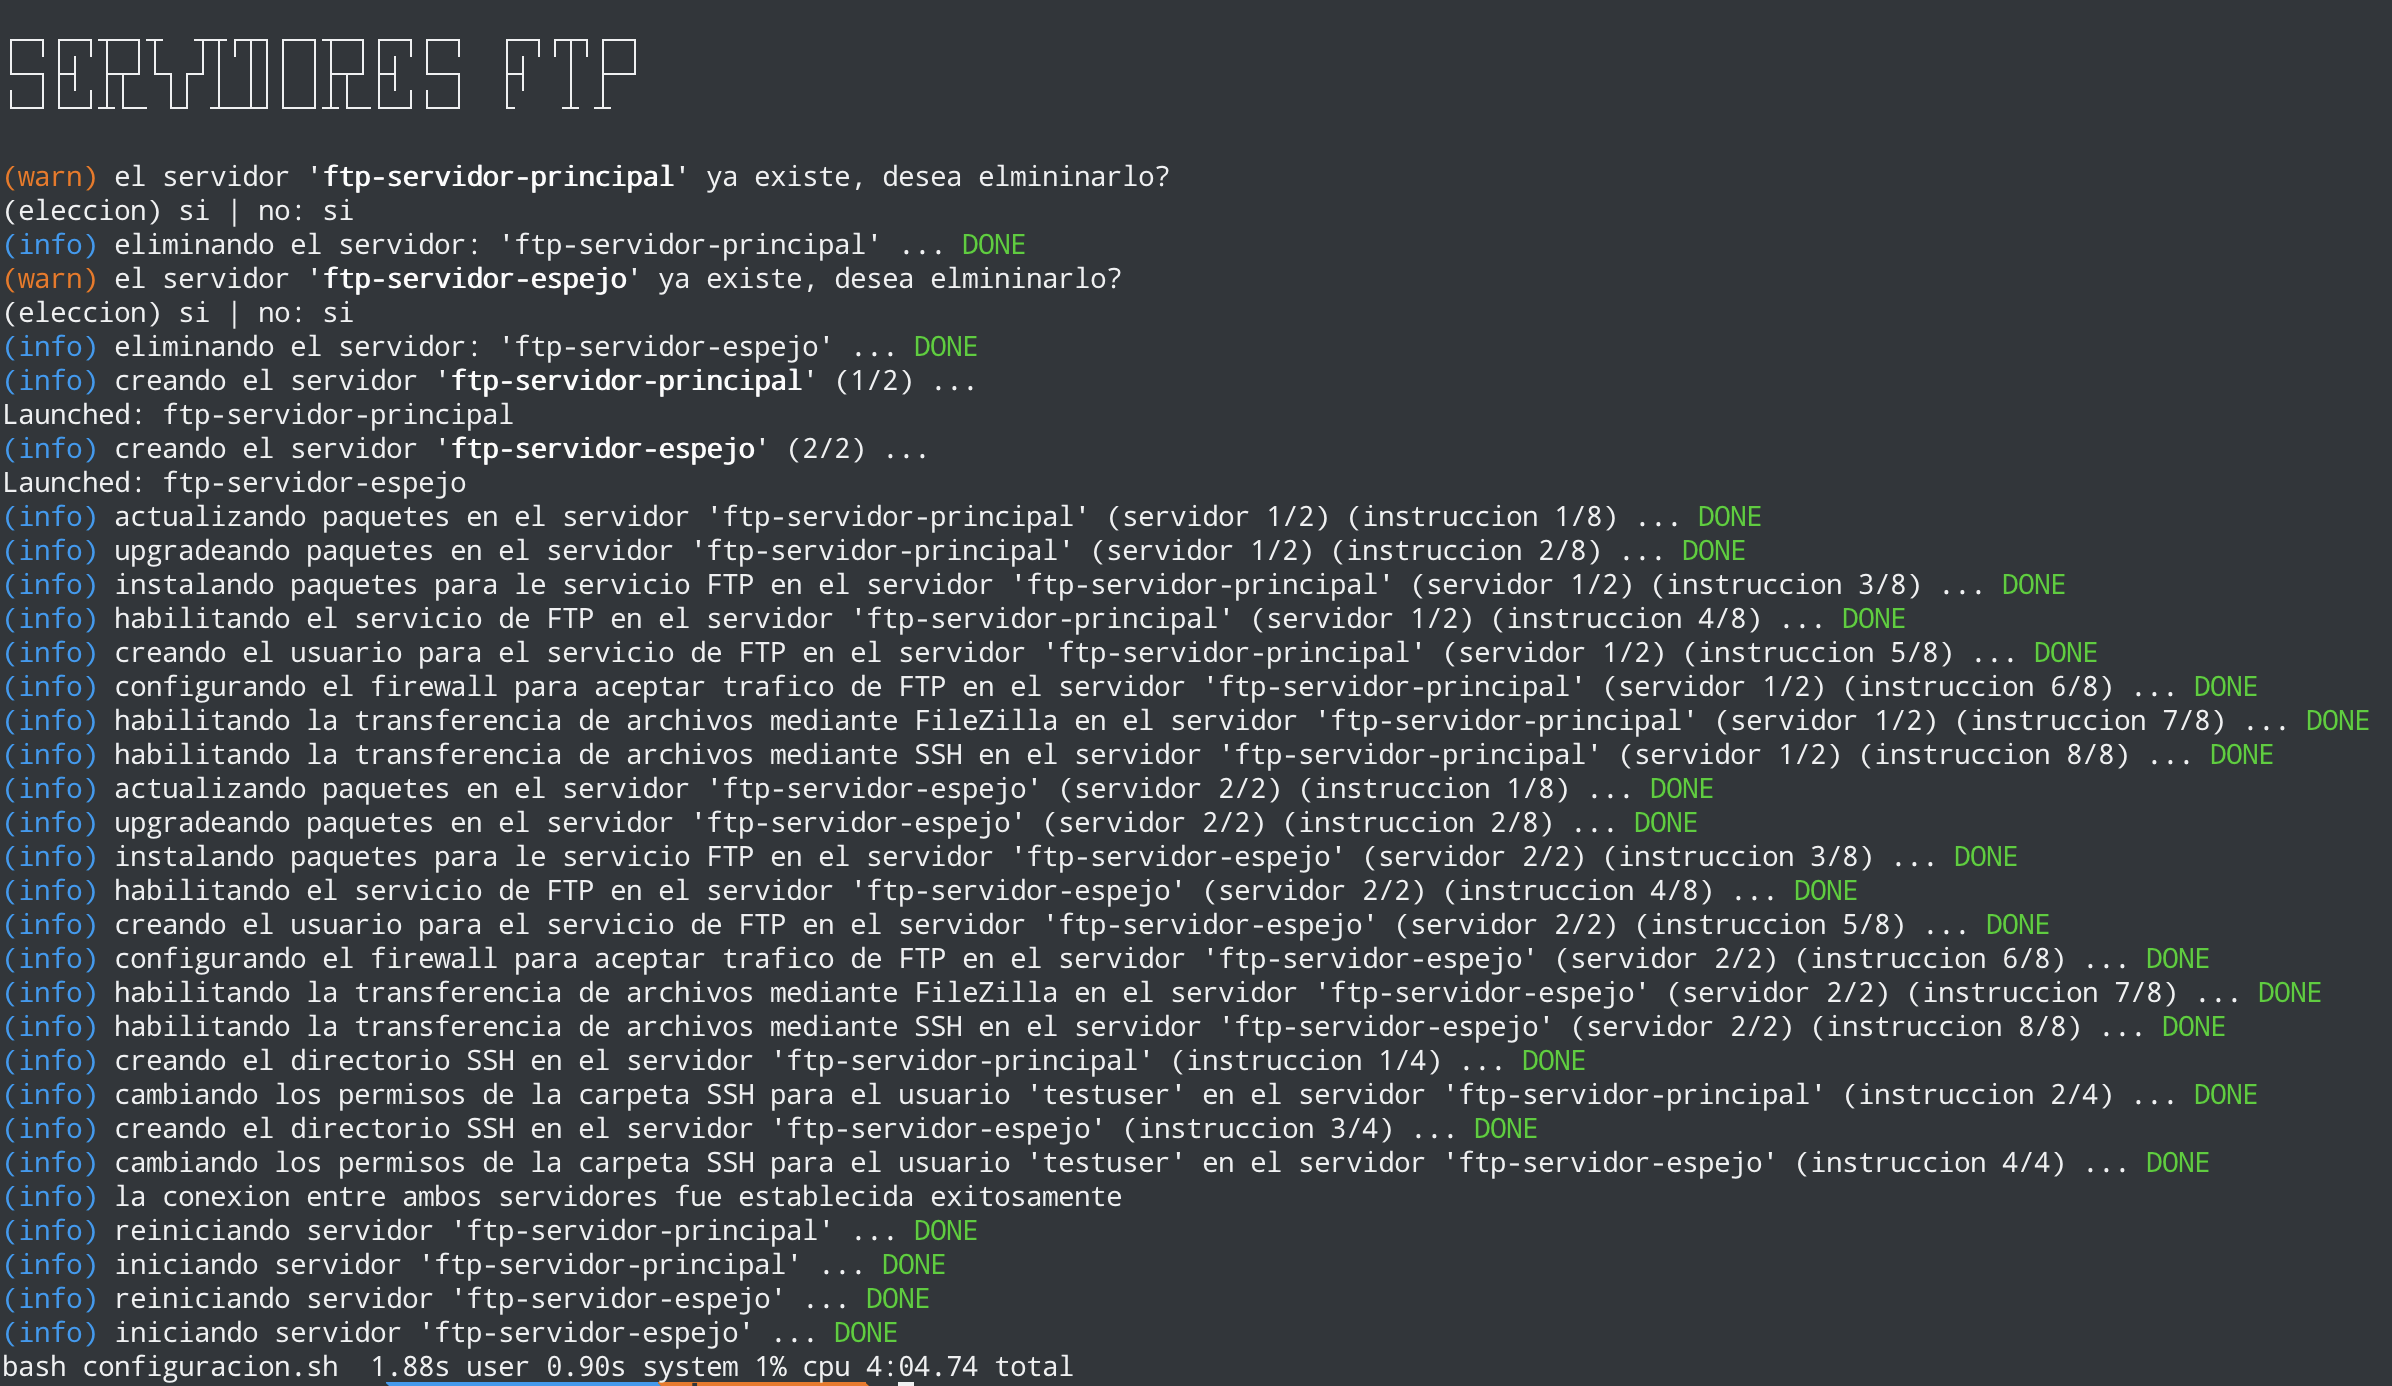 SERVIDORES FTP
(warn) el servidor 'ftp-servidor-principal' ya existe, desea elmininarlo?
(eleccion) si | no: si
(info) eliminando el servidor: 'ftp-servidor-principal' ... DONE
(warn) el servidor 'ftp-servidor-espejo' ya existe, desea elmininarlo?
(eleccion) si | no: si
(info) eliminando el servidor: 'ftp-servidor-espejo' ... DONE
(info) creando el servidor 'ftp-servidor-principal' (1/2) ...
Launched: ftp-servidor-principal
(info) creando el servidor 'ftp-servidor-espejo' (2/2) ...
Launched: ftp-servidor-espejo
(info) actualizando paquetes en el servidor 'ftp-servidor-principal' (servidor 1/2) (instruccion 1/8) ... DONE
(info) upgradeando paquetes en el servidor 'ftp-servidor-principal' (servidor 1/2) (instruccion 2/8) ... DONE
(info) instalando paquetes para le servicio FTP en el servidor 'ftp-servidor-principal' (servidor 1/2) (instruccion 3/8) ... DONE
(info) habilitando el servicio de FTP en el servidor 'ftp-servidor-principal' (servidor 1/2) (instruccion 4/8) ... DONE
(info) creando el usuario para el servicio de FTP en el servidor 'ftp-servidor-principal' (servidor 1/2) (instruccion 5/8) ... DONE
(info) configurando el firewall para aceptar trafico de FTP en el servidor 'ftp-servidor-principal' (servidor 1/2) (instruccion 6/8) ... DONE
(info) habilitando la transferencia de archivos mediante FileZilla en el servidor 'ftp-servidor-principal' (servidor 1/2) (instruccion 7/8) ... DONE
(info) habilitando la transferencia de archivos mediante SSH en el servidor 'ftp-servidor-principal' (servidor 1/2) (instruccion 8/8) ... DONE
(info) actualizando paquetes en el servidor 'ftp-servidor-espejo' (servidor 2/2) (instruccion 1/8) ... DONE
(info) upgradeando paquetes en el servidor 'ftp-servidor-espejo' (servidor 2/2) (instruccion 2/8) ... DONE
(info) instalando paquetes para le servicio FTP en el servidor 'ftp-servidor-espejo' (servidor 2/2) (instruccion 3/8) ... DONE
(info) habilitando el servicio de FTP en el servidor 'ftp-servidor-espejo' (servidor 2/2) (instruccion 4/8) ... DONE
(info) creando el usuario para el servicio de FTP en el servidor 'ftp-servidor-espejo' (servidor 2/2) (instruccion 5/8) ... DONE
(info) configurando el firewall para aceptar trafico de FTP en el servidor 'ftp-servidor-espejo' (servidor 2/2) (instruccion 6/8) ... DONE
(info) habilitando la transferencia de archivos mediante FileZilla en el servidor 'ftp-servidor-espejo' (servidor 2/2) (instruccion 7/8) ... DONE
(info) habilitando la transferencia de archivos mediante SSH en el servidor 'ftp-servidor-espejo' (servidor 2/2) (instruccion 8/8) ... DONE
(info) creando el directorio SSH en el servidor 'ftp-servidor-principal' (instruccion 1/4) ... DONE
(info) cambiando los permisos de la carpeta SSH para el usuario 'testuser' en el servidor 'ftp-servidor-principal' (instruccion 2/4) ... DONE
(info) creando el directorio SSH en el servidor 'ftp-servidor-espejo' (instruccion 3/4) ... DONE
(info) cambiando los permisos de la carpeta SSH para el usuario 'testuser' en el servidor 'ftp-servidor-espejo' (instruccion 4/4) ... DONE
(info) la conexion entre ambos servidores fue establecida exitosamente
(info) reiniciando servidor 'ftp-servidor-principal' ... DONE
(info) iniciando servidor 'ftp-servidor-principal' ... DONE
(info) reiniciando servidor 'ftp-servidor-espejo' ... DONE
(info) iniciando servidor 'ftp-servidor-espejo' ... DONE
bash configuracion.sh  1.88s user 0.90s system 1% cpu 4:04.74 total